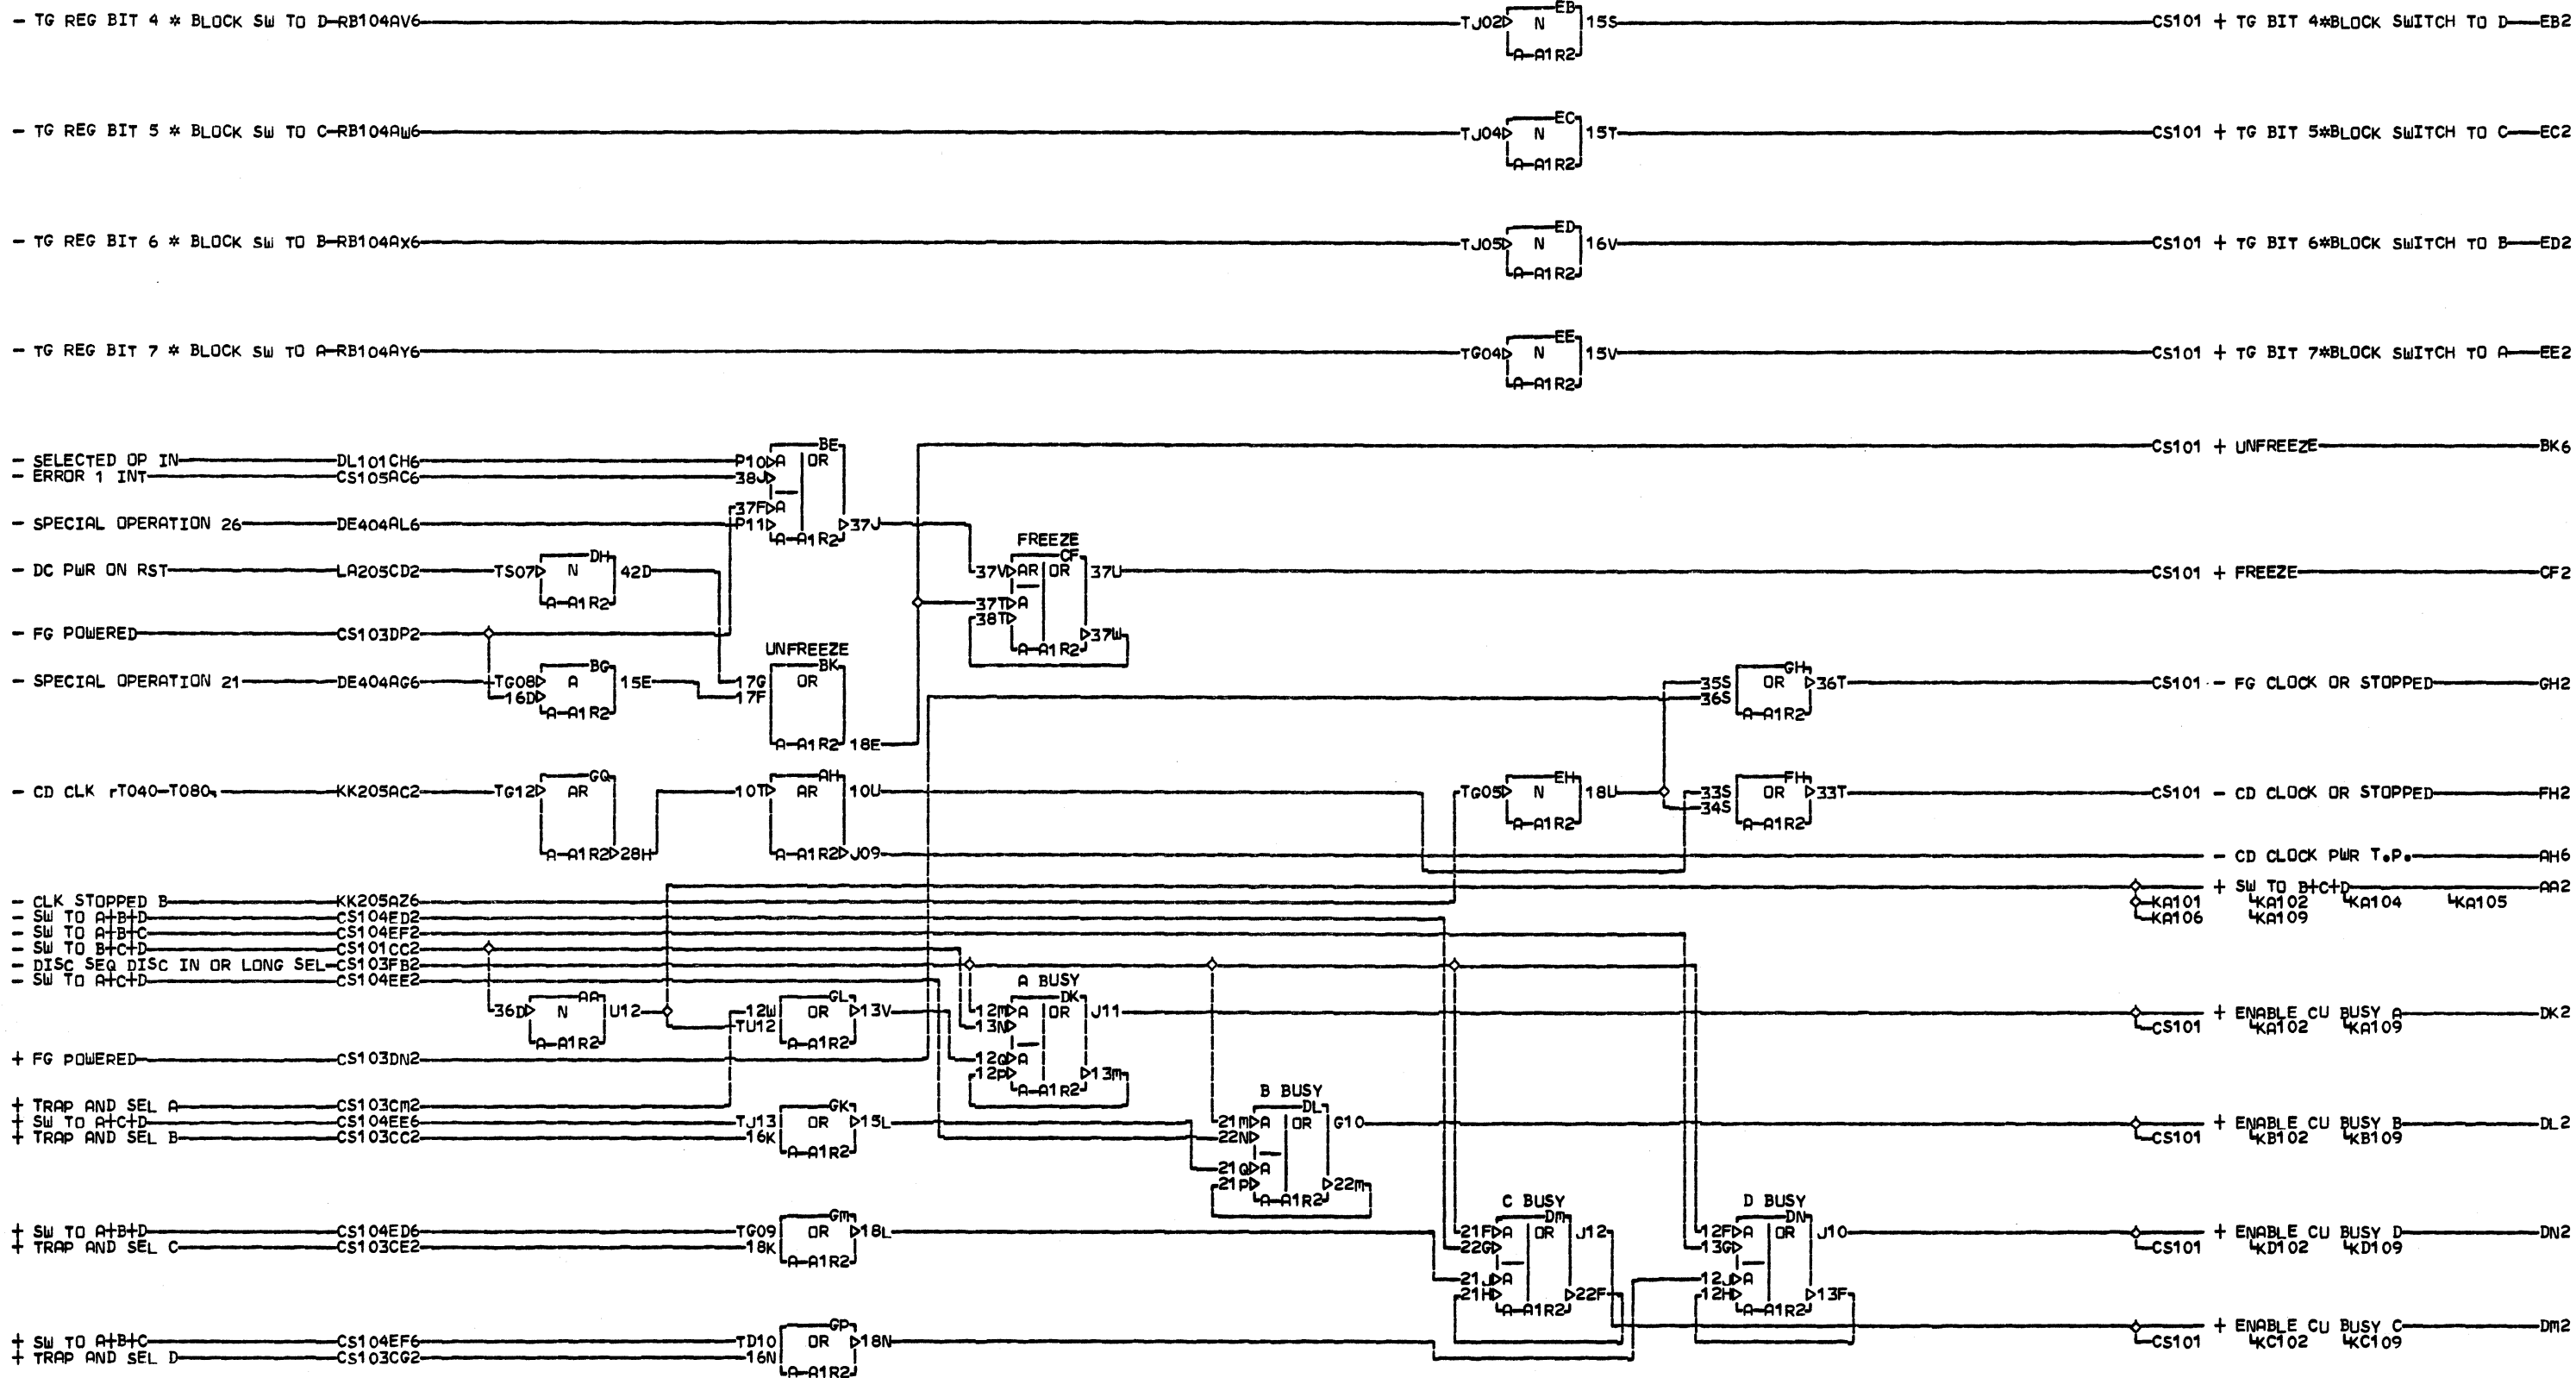 - TG REG BIT 4 * BLOCK SW TO D-RB104AV6 TJ02 EB N 15S A-A1R2 CS101 + TG BIT 4*BLOCK SWITCH TO D EB2
- TG REG BIT 5 * BLOCK SW TO C-RB104AW6 TJ04 EC N 15T A-A1R2 CS101 + TG BIT 5*BLOCK SWITCH TO C EC2
- TG REG BIT 6 * BLOCK SW TO B-RB104AX6 TJ05 ED N 16V A-A1R2 CS101 + TG BIT 6*BLOCK SWITCH TO B ED2
- TG REG BIT 7 * BLOCK SW TO A-RB104AY6 TG04 EE N 15V A-A1R2 CS101 + TG BIT 7*BLOCK SWITCH TO A EE2
BE
CS101 + UNFREEZE BK6
- SELECTED OP IN DL101CH6 P10 A OR
- ERROR 1 INT CS105AC6 38J
37F A
- SPECIAL OPERATION 26 DE404AL6 P11 37J
A-A1R2
FREEZE
DH CF
- DC PWR ON RST LA205CD2 TS07 N 42D 37V AR OR 37U CS101 + FREEZE CF2
A-A1R2 37T A
38T
- FG POWERED CS103DP2 37W
UNFREEZE A-A1R2
BG BK GH
- SPECIAL OPERATION 21 DE404AG6 TG08 A 15E 17G OR 35S OR 36T CS101 - FG CLOCK OR STOPPED GH2
16D 17F 36S
A-A1R2 A-A1R2
A-A1R2 18E
GQ AH EH FH
- CD CLK T040-T080 KK205AC2 TG12 AR 10T AR 10U TG05 N 18U 33S OR 33T CS101 - CD CLOCK OR STOPPED FH2
34S
A-A1R2 A-A1R2
A-A1R2 28H A-A1R2 J09 - CD CLOCK PWR T.P. AH6
+ SW TO B+C+D AA2
- CLK STOPPED B KK205AZ6 KA101 KA102 KA104 KA105
- SW TO A+B+D CS104ED2 KA106 KA109
- SW TO A+B+C CS104EF2
- SW TO B+C+D CS101CC2
- DISC SEQ DISC IN OR LONG SEL-CS103FB2
- SW TO A+C+D CS104EE2
A BUSY
AA GL DK
36D N U12 12W OR 13V 12M A OR J11 + ENABLE CU BUSY A DK2
TU12 13N CS101 KA102 KA109
A-A1R2 A-A1R2
+ FG POWERED CS103DN2 12Q A
12P 13M
A-A1R2
B BUSY
+ TRAP AND SEL A CS103CM2 GK DL
+ SW TO A+C+D CS104EE6 TJ13 OR 15L 21M A OR G10 + ENABLE CU BUSY B DL2
+ TRAP AND SEL B CS103CC2 16K 22N CS101 KB102 KB109
A-A1R2
21Q A
21P 22M
A-A1R2
C BUSY D BUSY
GM DM DN
+ SW TO A+B+D CS104ED6 TG09 OR 18L 21F A OR J12 12F A OR J10 + ENABLE CU BUSY D DN2
+ TRAP AND SEL C CS103CE2 18K 22G 13G CS101 KD102 KD109
A-A1R2
21J A 12J A
21H 22F 12H 13F
A-A1R2 A-A1R2
GP
+ SW TO A+B+C CS104EF6 TD10 OR 18N + ENABLE CU BUSY C DM2
+ TRAP AND SEL D CS103CG2 16N CS101 KC102 KC109
A-A1R2